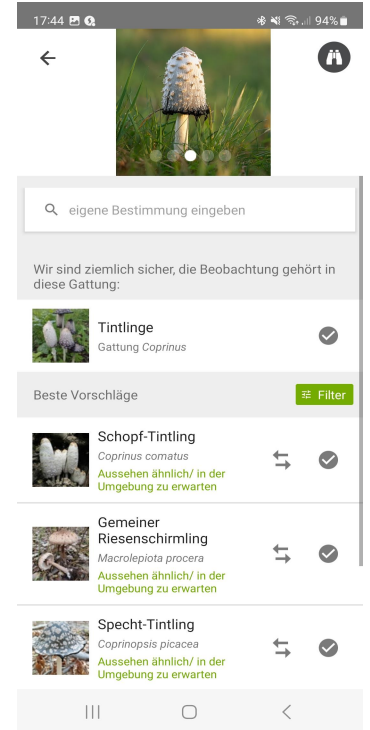 17:44
94%
eigene Bestimmung eingeben
Wir sind ziemlich sicher, die Beobachtung gehört in
diese Gattung:
Tintlinge
Gattung Coprinus
Beste Vorschläge
Filter
Schopf-Tintling
Coprinus comatus
Aussehen ähnlich/ in der
Umgebung zu erwarten
Gemeiner
Riesenschirmling
Macrolepiota procera
Aussehen ähnlich/ in der
Umgebung zu erwarten
Specht-Tintling
Coprinopsis picacea
Aussehen ähnlich/ in der
Umgebung zu erwarten